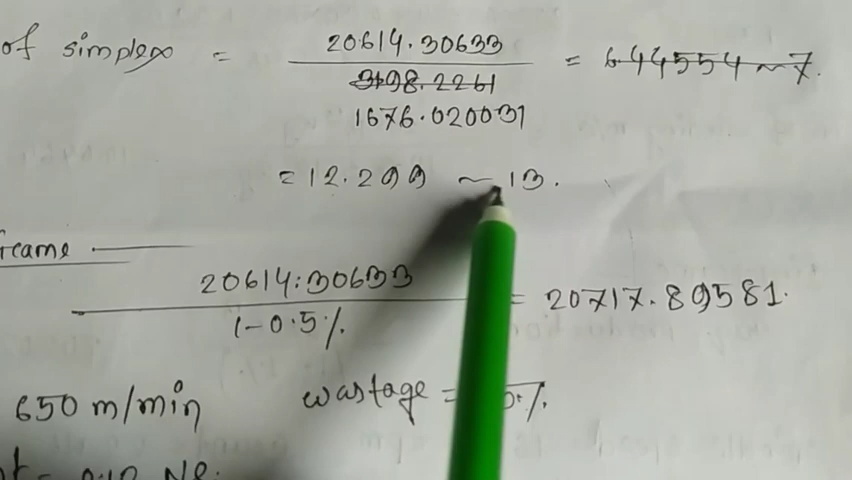 of simplex = 20614.30633 / 3198.2261 = 6.44554 ~ 7.
1676.020031
= 12.299 ~ 13.
frame
20614.30633 / 1-0.5% = 20717.89581.
650 m/min wastage =